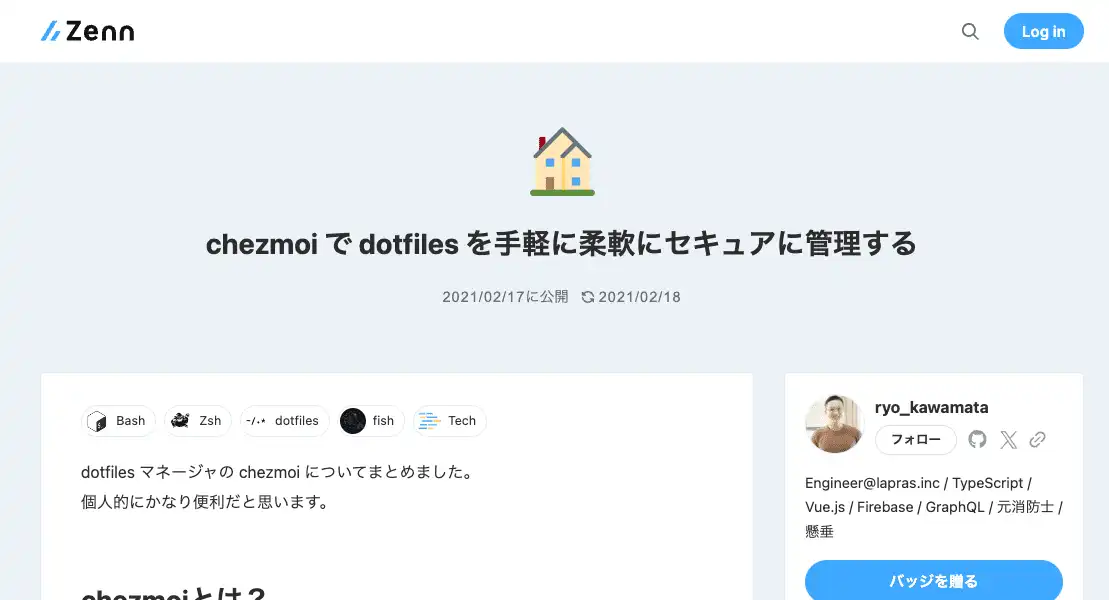 Zenn
Log in
chezmoi で dotfiles を手軽に柔軟にセキュアに管理する
2021/02/17に公開 2021/02/18
Bash Zsh -/.* dotfiles fish Tech
dotfiles マネージャの chezmoi についてまとめました。
個人的にかなり便利だと思います。
chezmoiとは？
ryo_kawamata
フォロー
Engineer@lapras.inc / TypeScript /
Vue.js / Firebase / GraphQL / 元消防士 /
懸垂
バッジを贈る